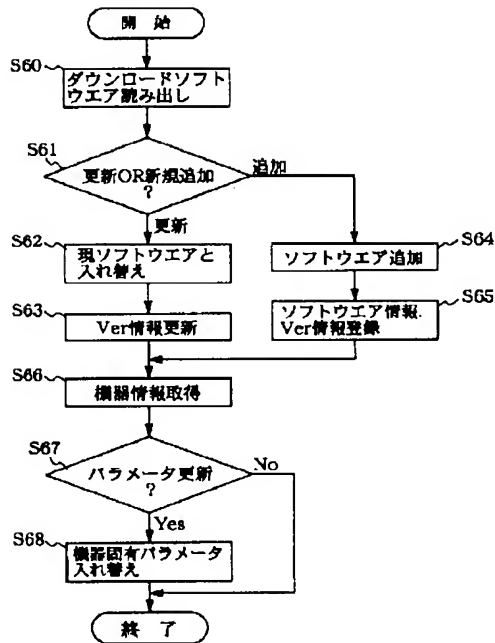 開 始
S60
ダウンロードソフト
ウエア読み出し
S61
更新OR新規追加
?
追加
更新
S62
現ソフトウエアと
入れ替え
S64
ソフトウエア追加
S63
Ver情報更新
S65
ソフトウエア情報.
Ver情報登録
S66
機器情報取得
S67
パラメータ更新
?
No
Yes
S68
機器固有パラメータ
入れ替え
終 了